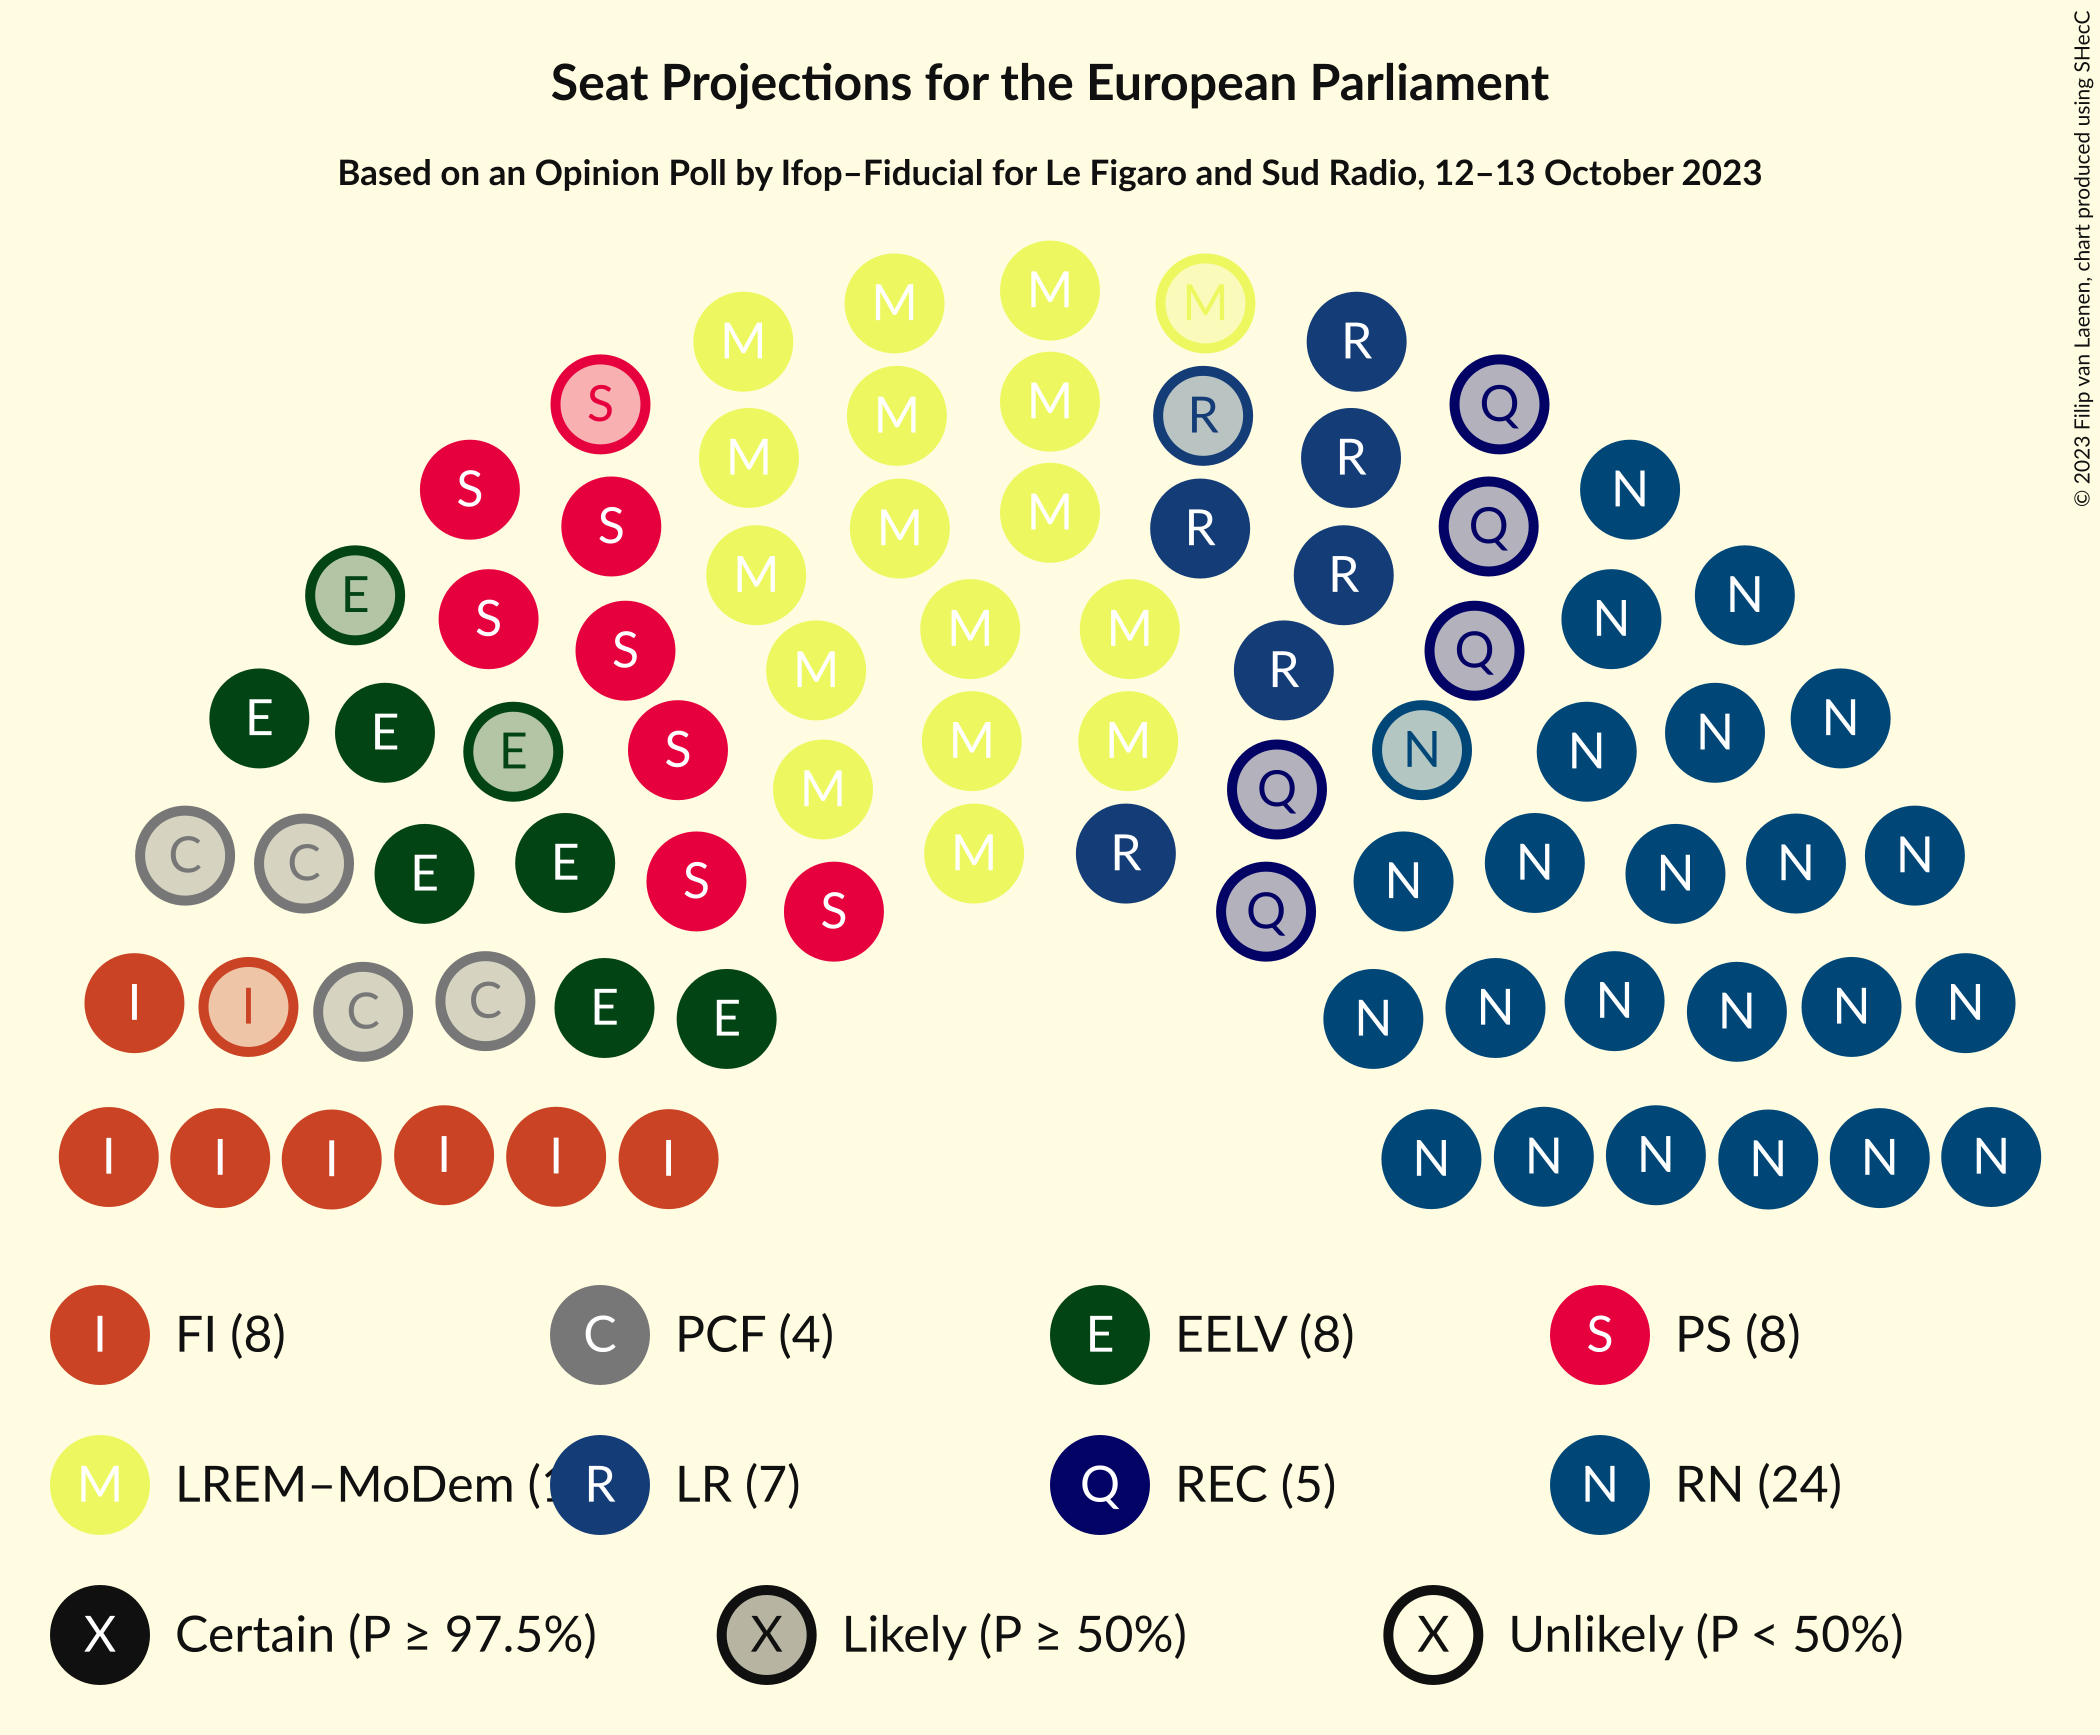 Seat Projections for the European Parliament
Based on an Opinion Poll by Ifop–Fiducial for Le Figaro and Sud Radio, 12–13 October 2023
© 2023 Filip van Laenen, chart produced using SHecC
M M M M
M R
S Q
M M R R
M R
S N
M M R
S Q
M R
E N
S N
M M
S Q
M R
E N
E N
E N
S N
M M
M Q
C N
C N
E N
E N
M R
S N
S Q
I N
I N
C N
C N
E N
E N
I I I I I I N N N N N N
I FI (8) C PCF (4) E EELV (8) S PS (8)
M LREM–MoDem ( R LR (7) Q REC (5) N RN (24)
X Certain (P ≥ 97.5%) X Likely (P ≥ 50%) X Unlikely (P < 50%)